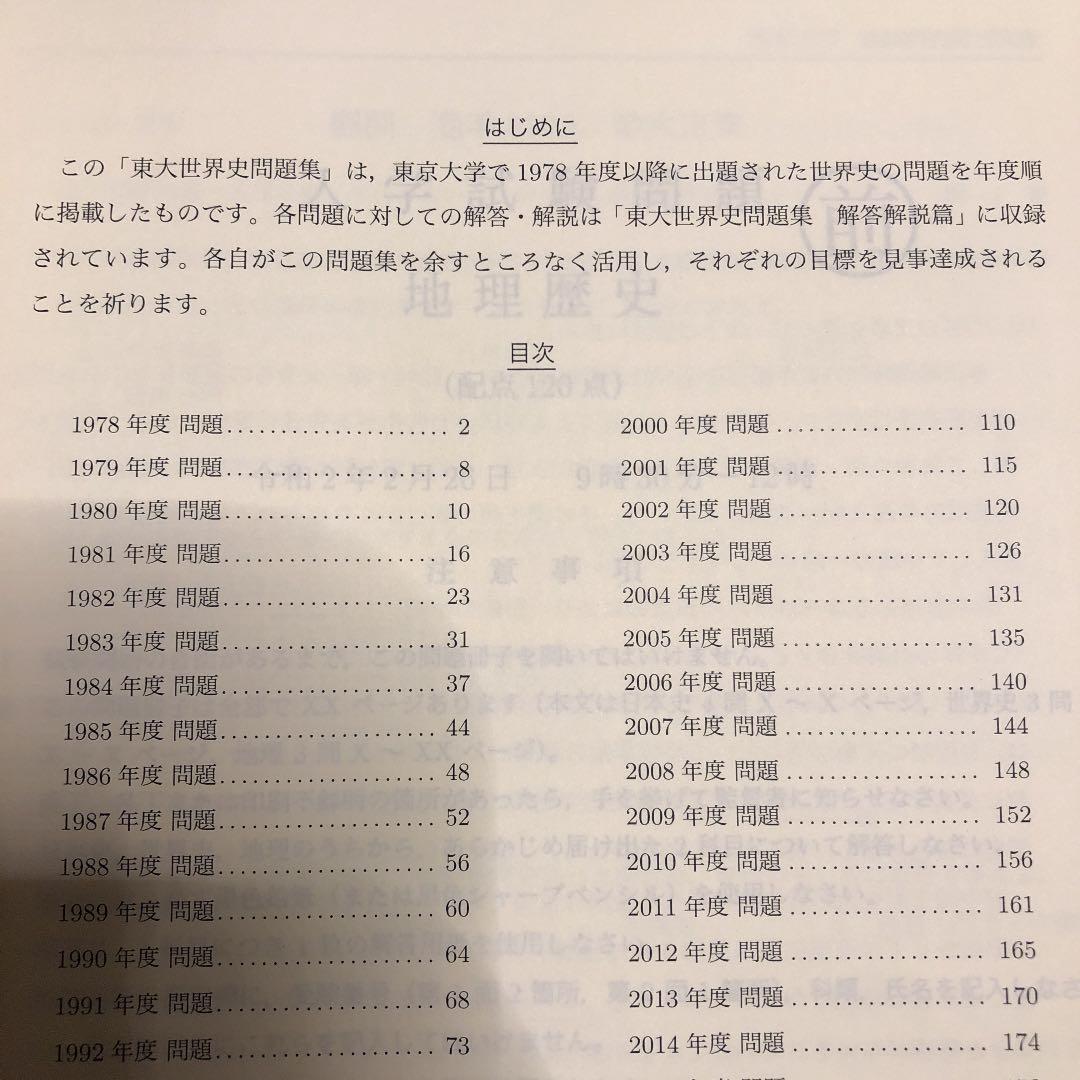 はじめに
この「東大世界史問題集」は，東京大学で 1978 年度以降に出題された世界史の問題を年度順
に掲載したものです。各問題に対しての解答・解説は「東大世界史問題集　解答解説篇」に収録
されています。各自がこの問題集を余すところなく活用し，それぞれの目標を見事達成される
ことを祈ります。
目次
1978 年度 問題 2
1979 年度 問題 8
1980 年度 問題 10
1981 年度 問題 16
1982 年度 問題 23
1983 年度 問題 31
1984 年度 問題 37
1985 年度 問題 44
1986 年度 問題 48
1987 年度 問題 52
1988 年度 問題 56
1989 年度 問題 60
1990 年度 問題 64
1991 年度 問題 68
1992 年度 問題 73
2000 年度 問題 110
2001 年度 問題 115
2002 年度 問題 120
2003 年度 問題 126
2004 年度 問題 131
2005 年度 問題 135
2006 年度 問題 140
2007 年度 問題 144
2008 年度 問題 148
2009 年度 問題 152
2010 年度 問題 156
2011 年度 問題 161
2012 年度 問題 165
2013 年度 問題 170
2014 年度 問題 174